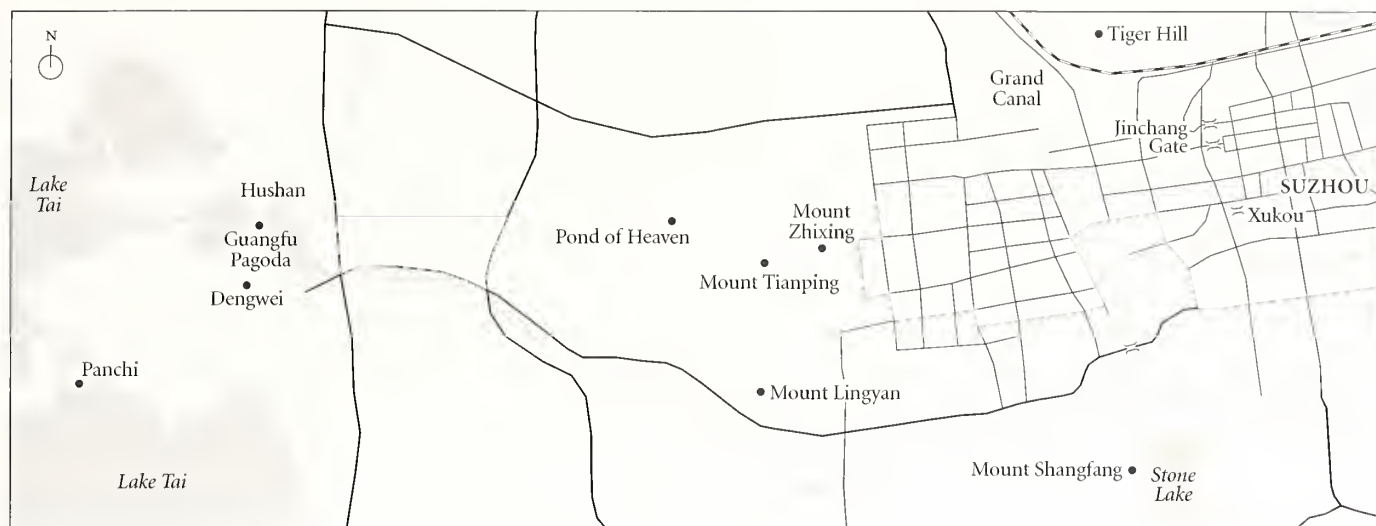 N
Tiger Hill
Grand
Canal
Jinchang
Gate
Lake
Tai
Hushan
SUZHOU
Mount
Zhixing
Xukou
Guangfu
Pagoda
Pond of Heaven
Mount Tianping
Dengwei
Panchi
Mount Lingyan
Lake Tai
Mount Shangfang
Stone
Lake